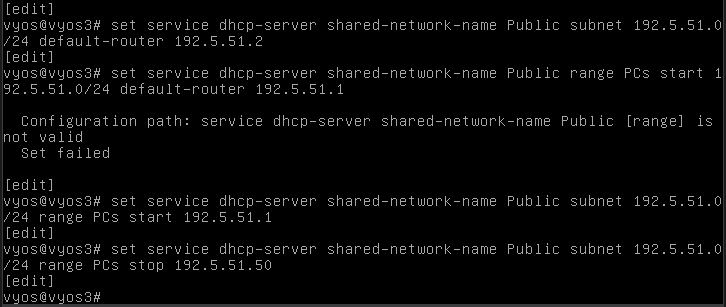 [edit]
vyos@vyos3# set service dhcp-server shared-network-name Public subnet 192.5.51.0
/24 default-router 192.5.51.2
[edit]
vyos@vyos3# set service dhcp-server shared-network-name Public range PCs start 1
92.5.51.0/24 default-router 192.5.51.1

  Configuration path: service dhcp-server shared-network-name Public [range] is
not valid
  Set failed

[edit]
vyos@vyos3# set service dhcp-server shared-network-name Public subnet 192.5.51.0
/24 range PCs start 192.5.51.1
[edit]
vyos@vyos3# set service dhcp-server shared-network-name Public subnet 192.5.51.0
/24 range PCs stop 192.5.51.50
[edit]
vyos@vyos3#